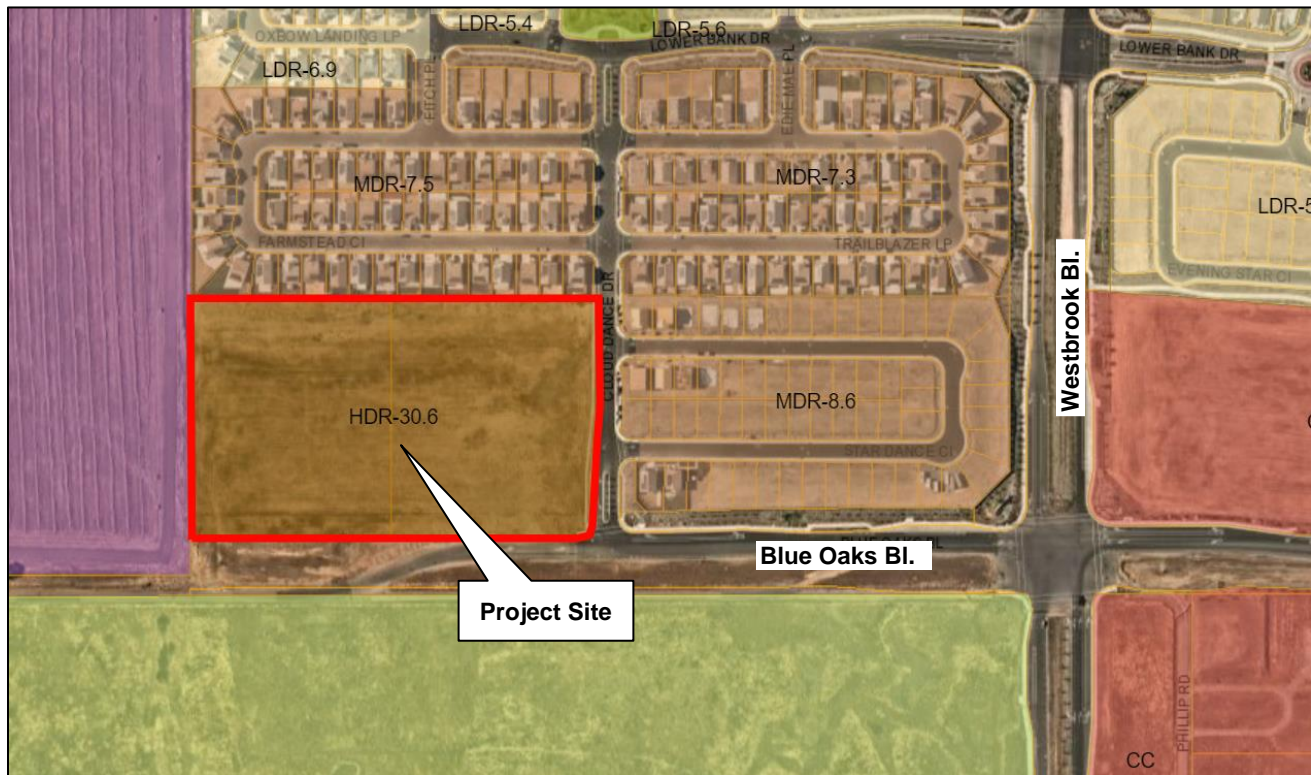 LDR-5.4
LDR-5.6
OXBOW LANDING LP
LOWER BANK DR
LOWER BANK DR
LDR-6.9
FITCH PL
EDIE MAE PL
MDR-7.5
MDR-7.3
LDR-5
FARMSTEAD CI
TRAILBLAZER LP
EVENING STAR CI
Westbrook Bl.
CLOUD DANCE DR
HDR-30.6
MDR-8.6
STAR DANCE CI
Blue Oaks Bl.
Project Site
PHILLIP RD
CC